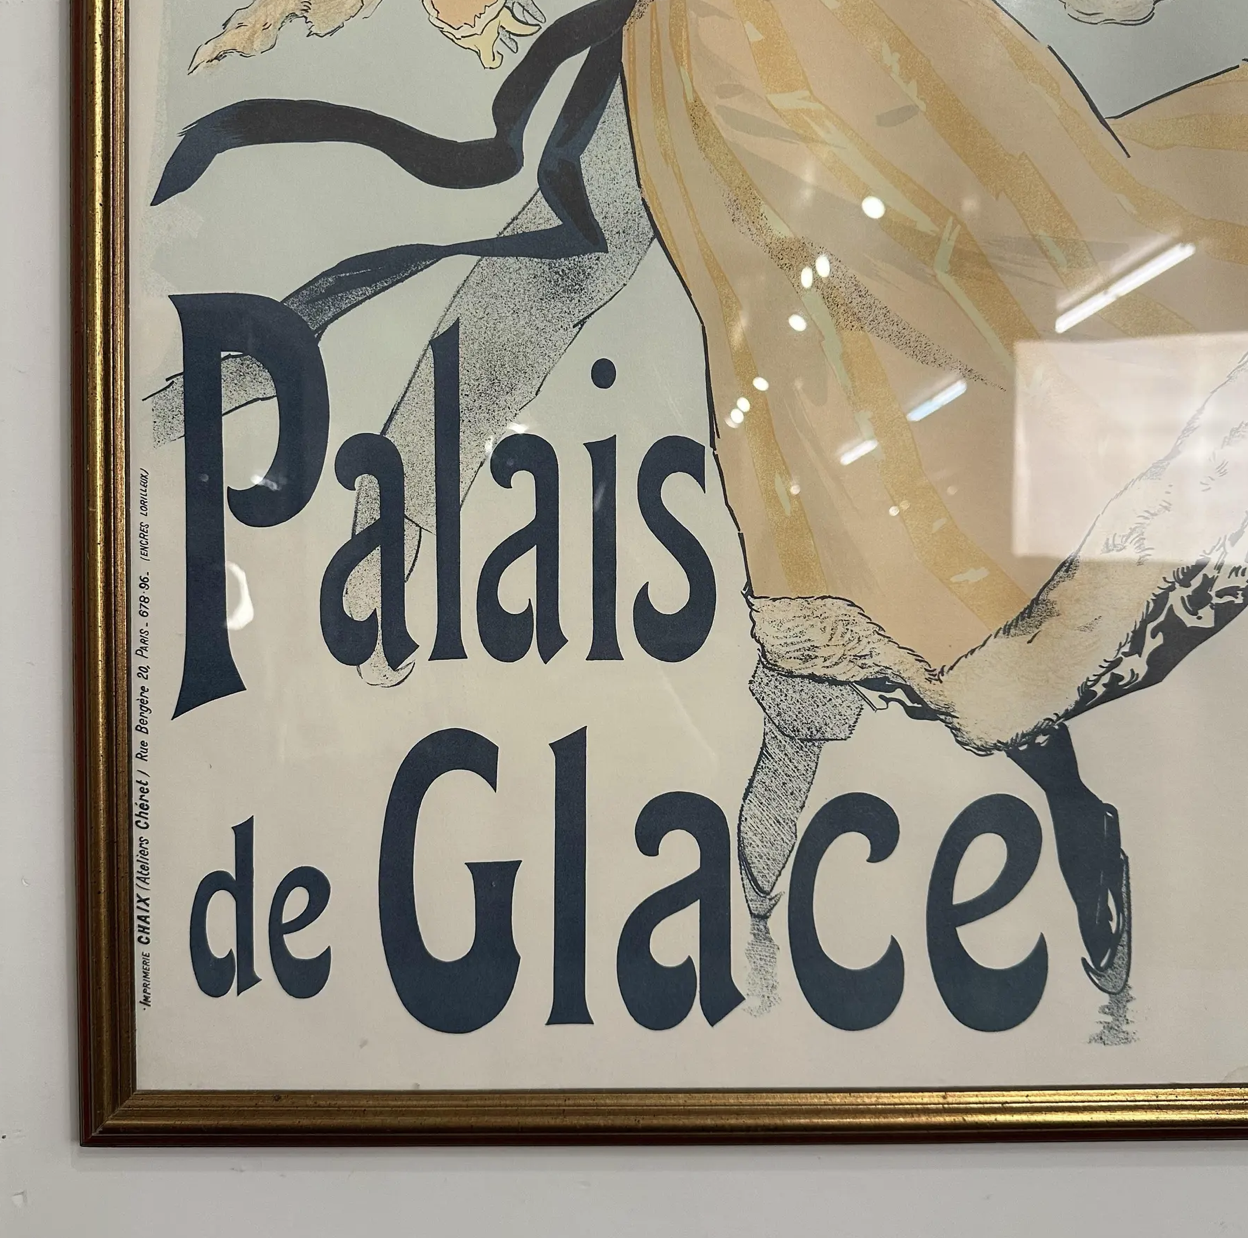 Palais
de Glace
IMPRIMERIE CHAIX (Ateliers Chéret) Rue Bergère 20, PARIS - 678-96- (ENCRES LORILLEUX)